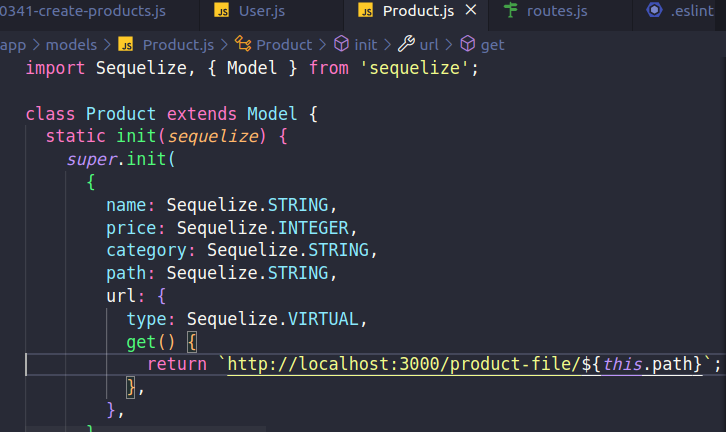 0341-create-products.js JS User.js JS Product.js × routes.js .eslint
app > models > JS Product.js > Product > init > url > get
import Sequelize, { Model } from 'sequelize';
class Product extends Model {
static init(sequelize) {
super.init(
{
name: Sequelize.STRING,
price: Sequelize.INTEGER,
category: Sequelize.STRING,
path: Sequelize.STRING,
url: {
type: Sequelize.VIRTUAL,
get() {
return `http://localhost:3000/product-file/${this.path}`;
},
},
}